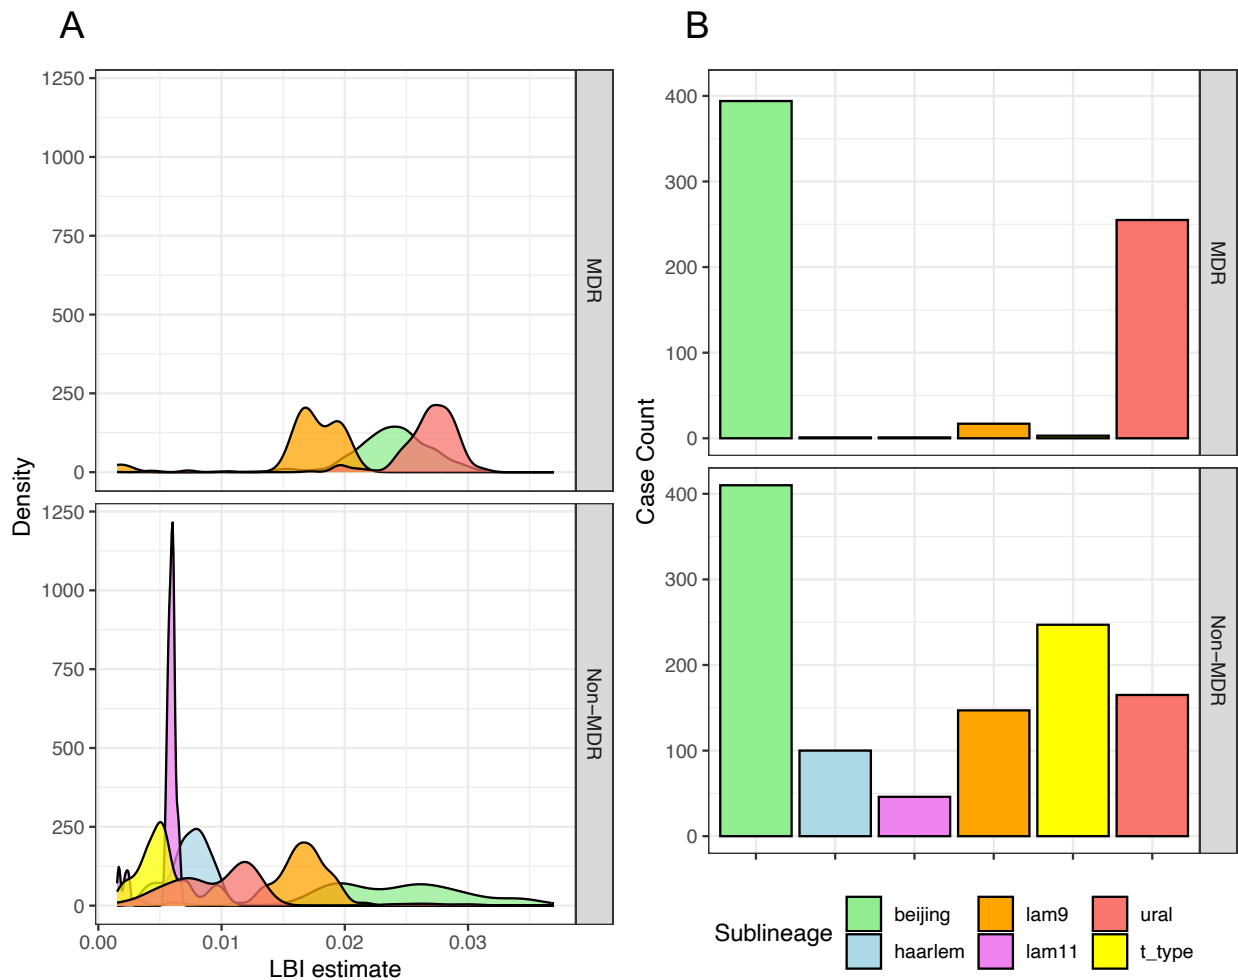 A
Density
1250
1000
750
500
250
0
MDR
1250
1000
750
500
250
0
Non−MDR
0.00 0.01 0.02 0.03
LBI estimate
B
Case Count
400
300
200
100
0
MDR
400
300
200
100
0
Non−MDR
Sublineage
beijing lam9 ural
haarlem lam11 t_type